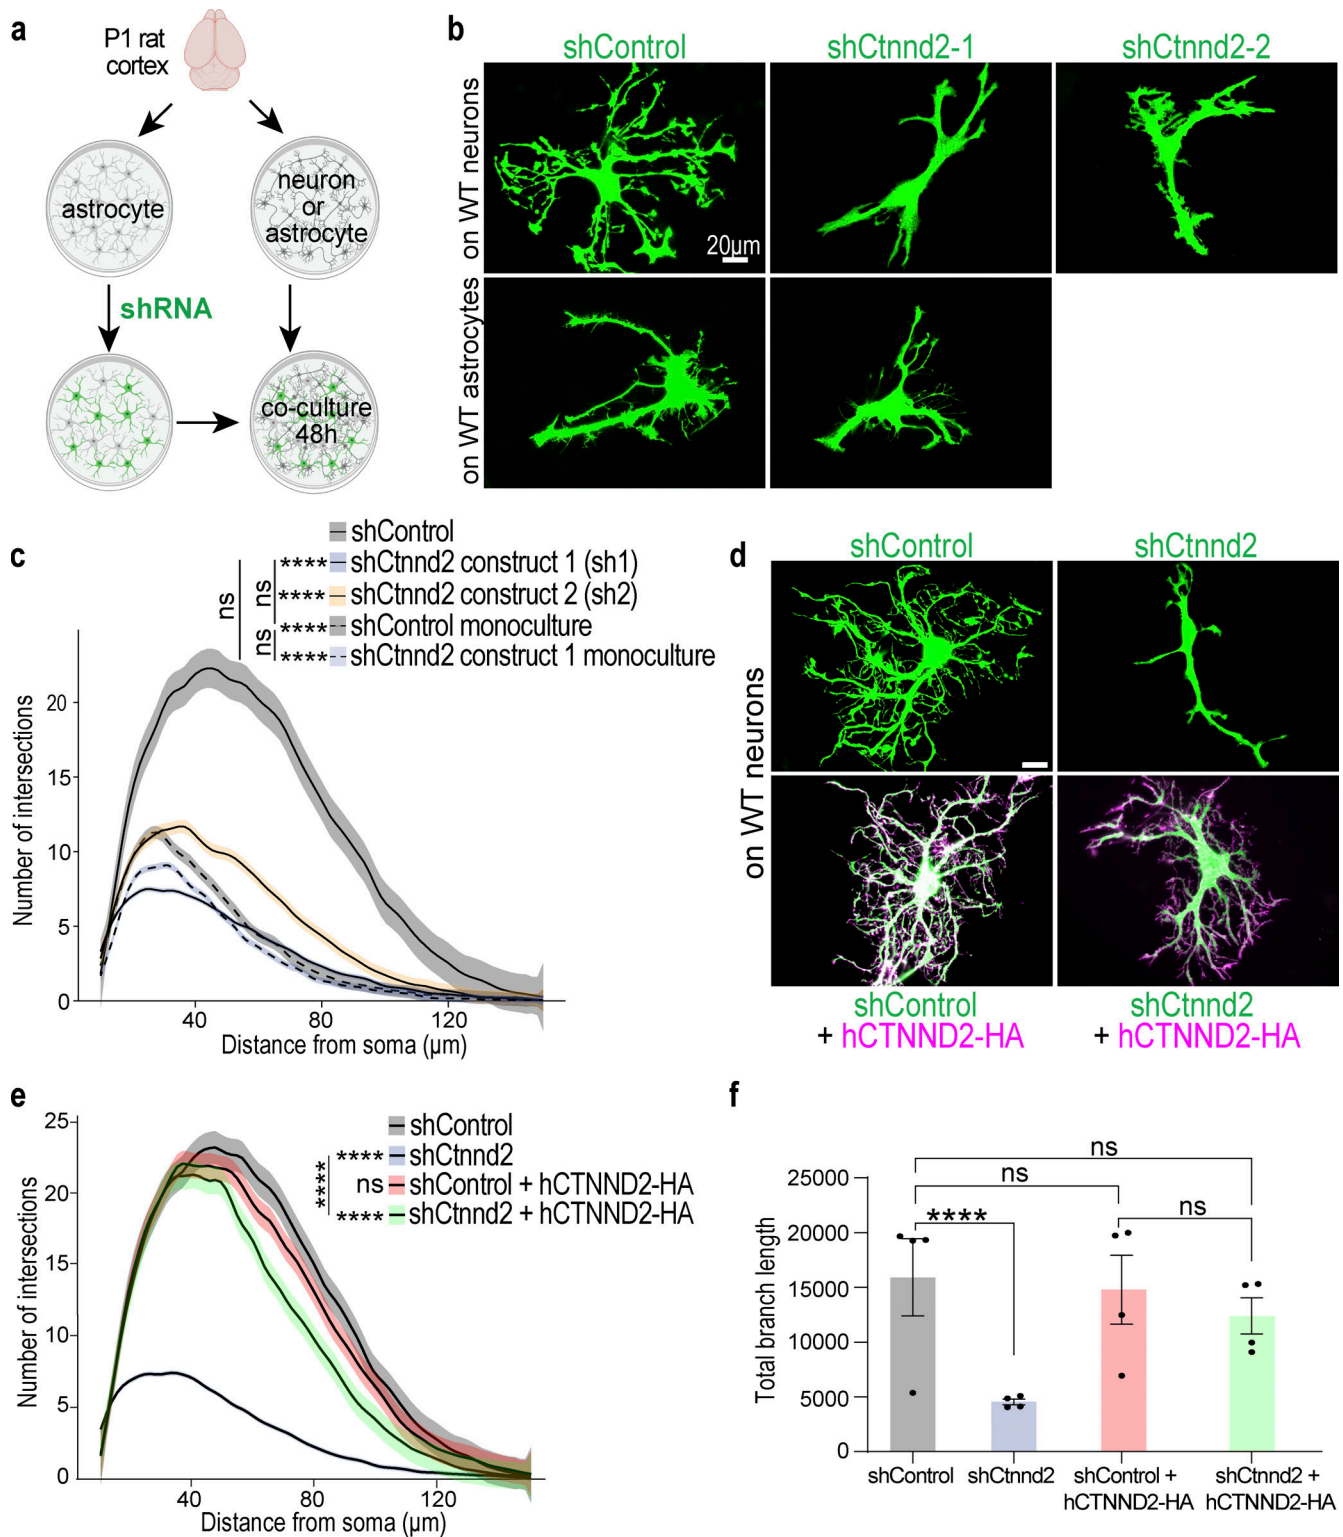 a
P1 rat
cortex
astrocyte
neuron
or
astrocyte
shRNA
co-culture
48h
b
shControl
shCtnnd2-1
shCtnnd2-2
on WT neurons
20µm
on WT astrocytes
c
shControl
**** shCtnnd2 construct 1 (sh1)
**** shCtnnd2 construct 2 (sh2)
**** shControl monoculture
**** shCtnnd2 construct 1 monoculture
ns
ns
ns
Number of intersections
20
15
10
5
0
40
80
120
Distance from soma (µm)
d
shControl
shCtnnd2
on WT neurons
shControl
+ hCTNND2-HA
shCtnnd2
+ hCTNND2-HA
e
shControl
**** shCtnnd2
ns shControl + hCTNND2-HA
**** shCtnnd2 + hCTNND2-HA
****
Number of intersections
25
20
15
10
5
0
40
80
120
Distance from soma (µm)
f
ns
ns
**** 
ns
Total branch length
25000
20000
15000
10000
5000
0
shControl
shCtnnd2
shControl +
hCTNND2-HA
shCtnnd2 +
hCTNND2-HA